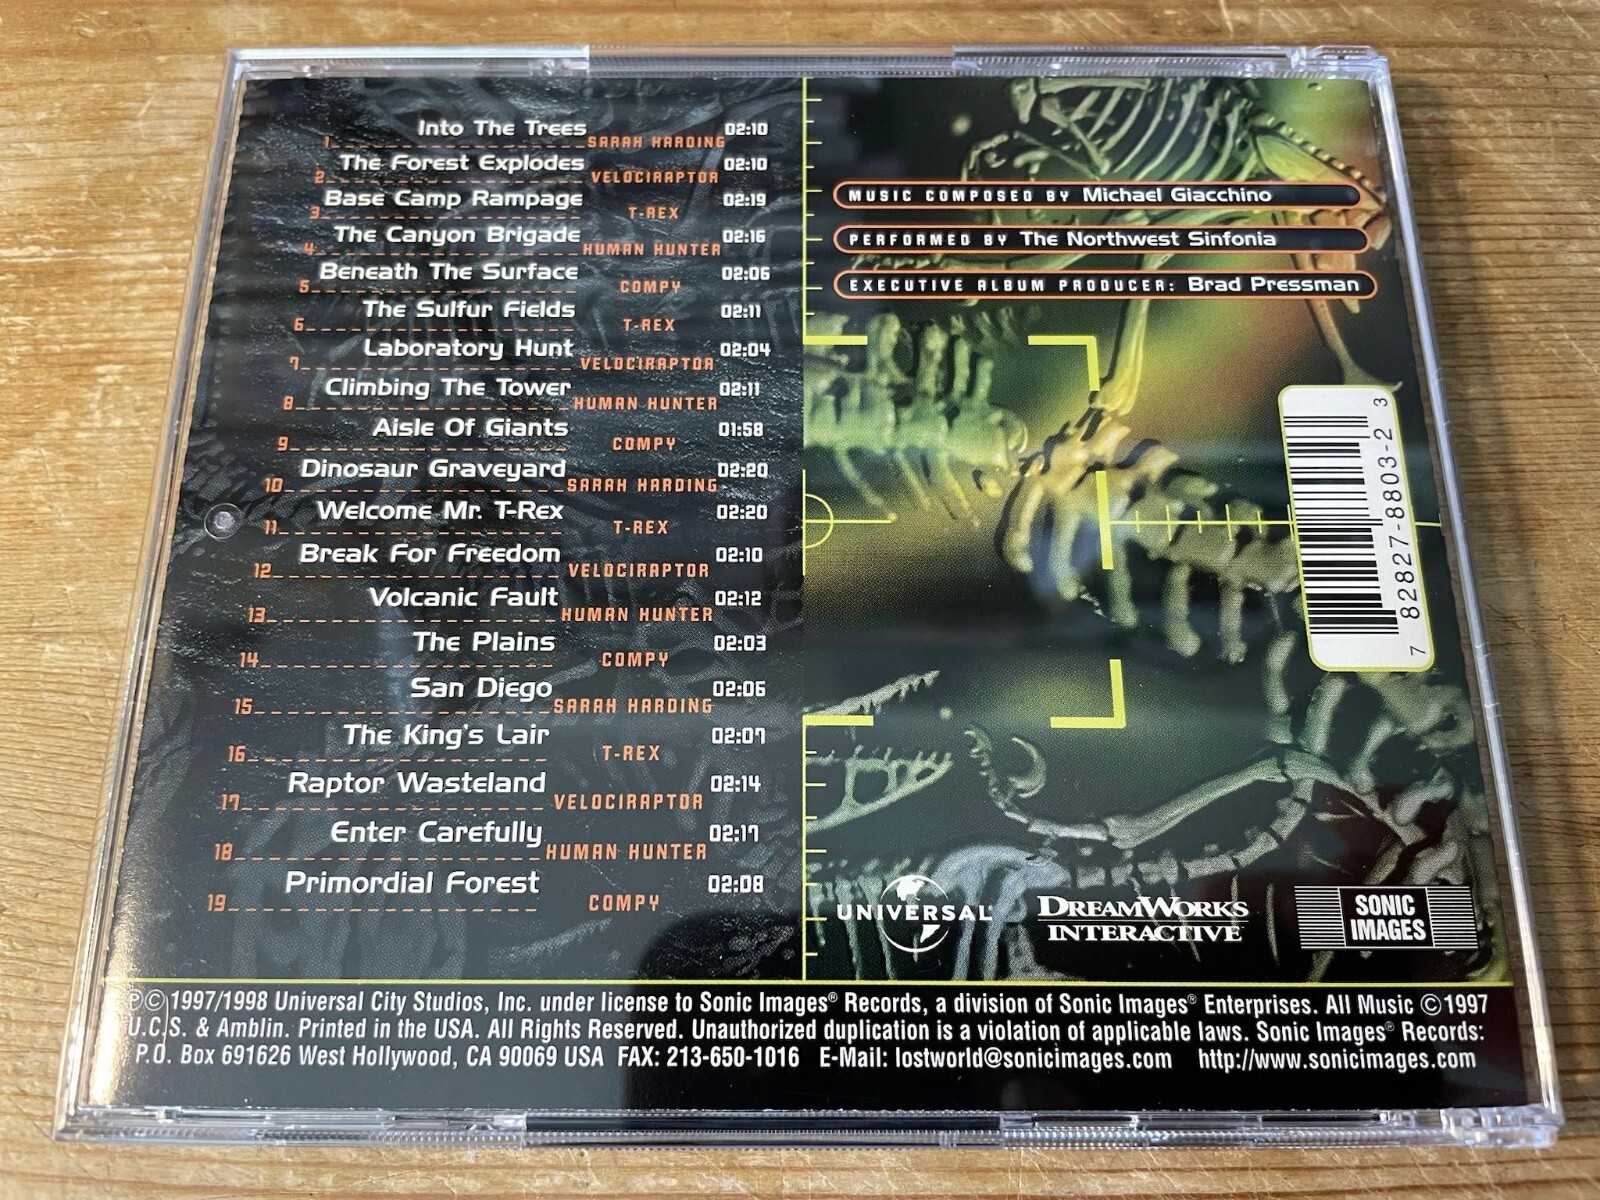 Into The Trees 02:10
1 SARAH HARDING
The Forest Explodes 02:10
2 VELOCIRAPTOR
Base Camp Rampage 02:19
3 T-REX
The Canyon Brigade 02:16
4 HUMAN HUNTER
Beneath The Surface 02:06
5 COMPY
The Sulfur Fields 02:11
6 T-REX
Laboratory Hunt 02:04
7 VELOCIRAPTOR
Climbing The Tower 02:11
8 HUMAN HUNTER
Aisle Of Giants 01:58
9 COMPY
Dinosaur Graveyard 02:20
10 SARAH HARDING
Welcome Mr. T-Rex 02:20
11 T-REX
Break For Freedom 02:10
12 VELOCIRAPTOR
Volcanic Fault 02:12
13 HUMAN HUNTER
The Plains 02:03
14 COMPY
San Diego 02:06
15 SARAH HARDING
The King's Lair 02:07
16 T-REX
Raptor Wasteland 02:14
17 VELOCIRAPTOR
Enter Carefully 02:17
18 HUMAN HUNTER
Primordial Forest 02:08
19 COMPY
MUSIC COMPOSED BY Michael Giacchino
PERFORMED BY The Northwest Sinfonia
EXECUTIVE ALBUM PRODUCER: Brad Pressman
7 82827-8803-2 3
UNIVERSAL
DREAMWORKS
INTERACTIVE
SONIC
IMAGES
℗©1997/1998 Universal City Studios, Inc. under license to Sonic Images® Records, a division of Sonic Images® Enterprises. All Music ©1997
U.C.S. & Amblin. Printed in the USA. All Rights Reserved. Unauthorized duplication is a violation of applicable laws. Sonic Images® Records:
P.O. Box 691626 West Hollywood, CA 90069 USA FAX: 213-650-1016 E-Mail: lostworld@sonicimages.com http://www.sonicimages.com